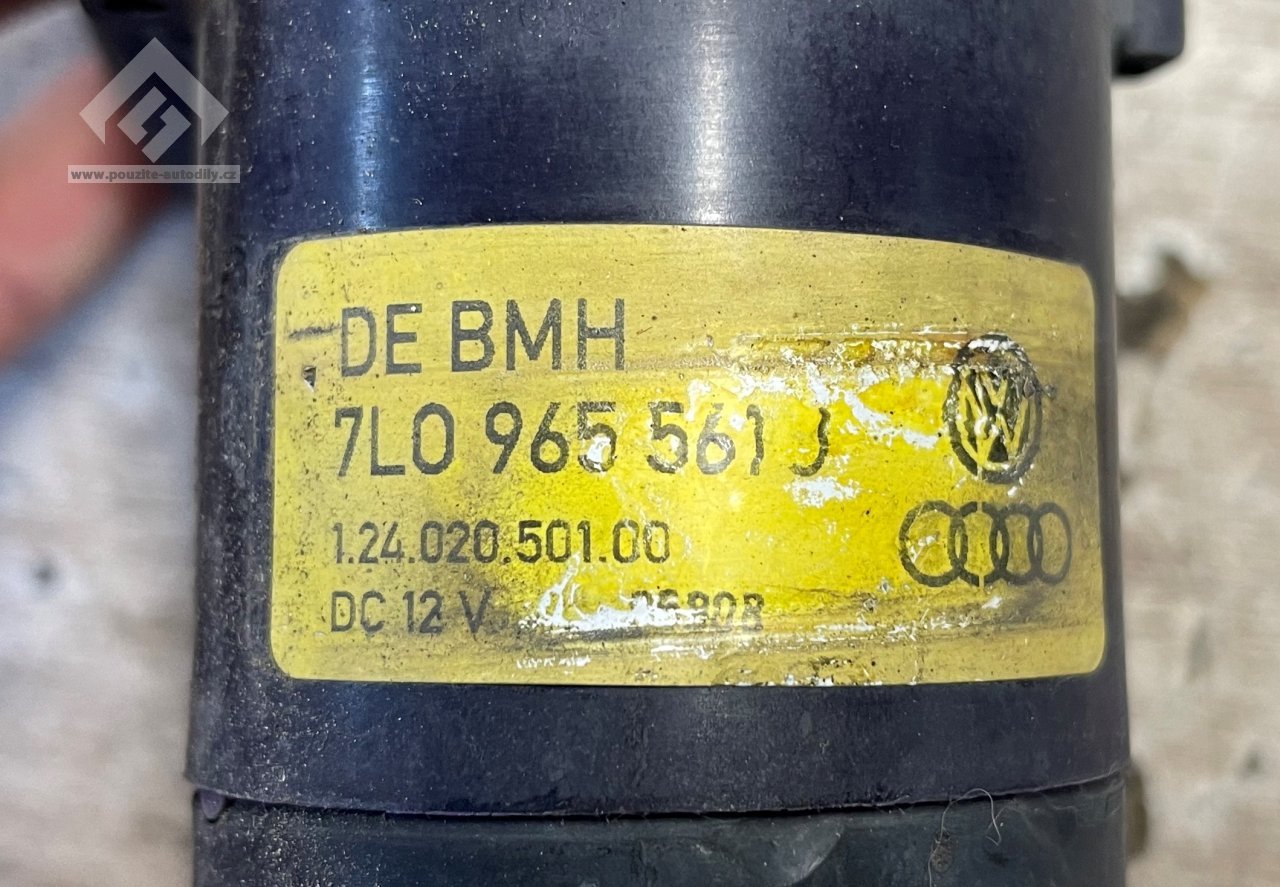 www.pouzite-autodily.cz
DE BMH
7L0 965 561 J
1.24.020.501.00
DC 12 V